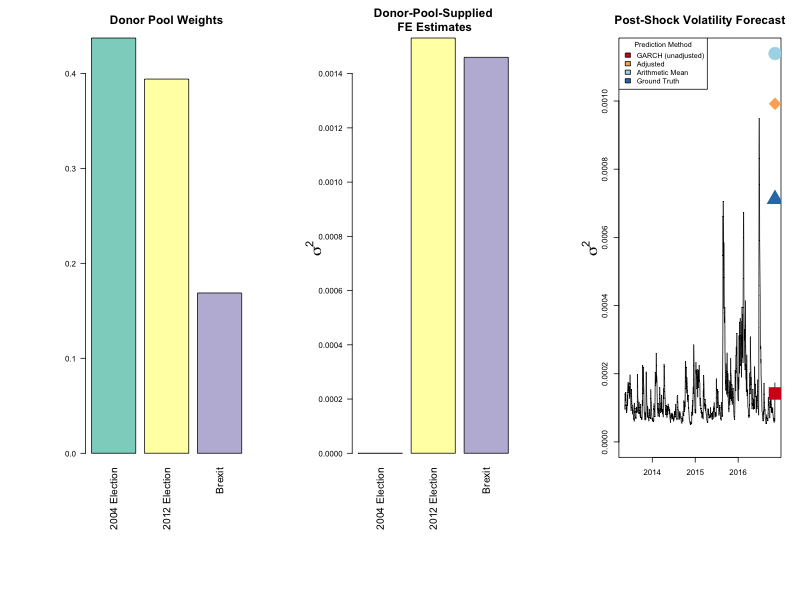 Donor Pool Weights
0.4
0.3
0.2
0.1
0.0
2004 Election
2012 Election
Brexit
Donor-Pool-Supplied
FE Estimates
σ2
0.0014
0.0012
0.0010
0.0008
0.0006
0.0004
0.0002
0.0000
2004 Election
2012 Election
Brexit
Post-Shock Volatility Forecast
Prediction Method
GARCH (unadjusted)
Adjusted
Arithmetic Mean
Ground Truth
σ2
0.0010
0.0008
0.0006
0.0004
0.0002
0.0000
2014
2015
2016